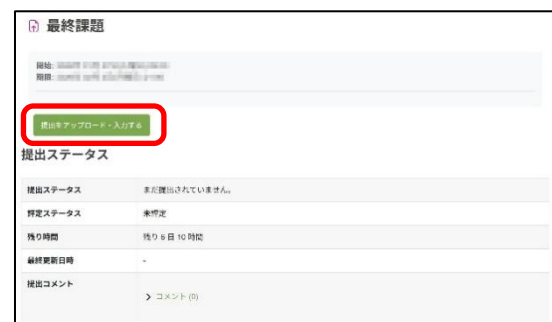 最終課題
開始:
期限:
提出をアップロード・入力する
提出ステータス
提出ステータス まだ提出されていません。
評定ステータス 未評定
残り時間 残り 6 日 10 時間
最終更新日時 -
提出コメント
> コメント (0)